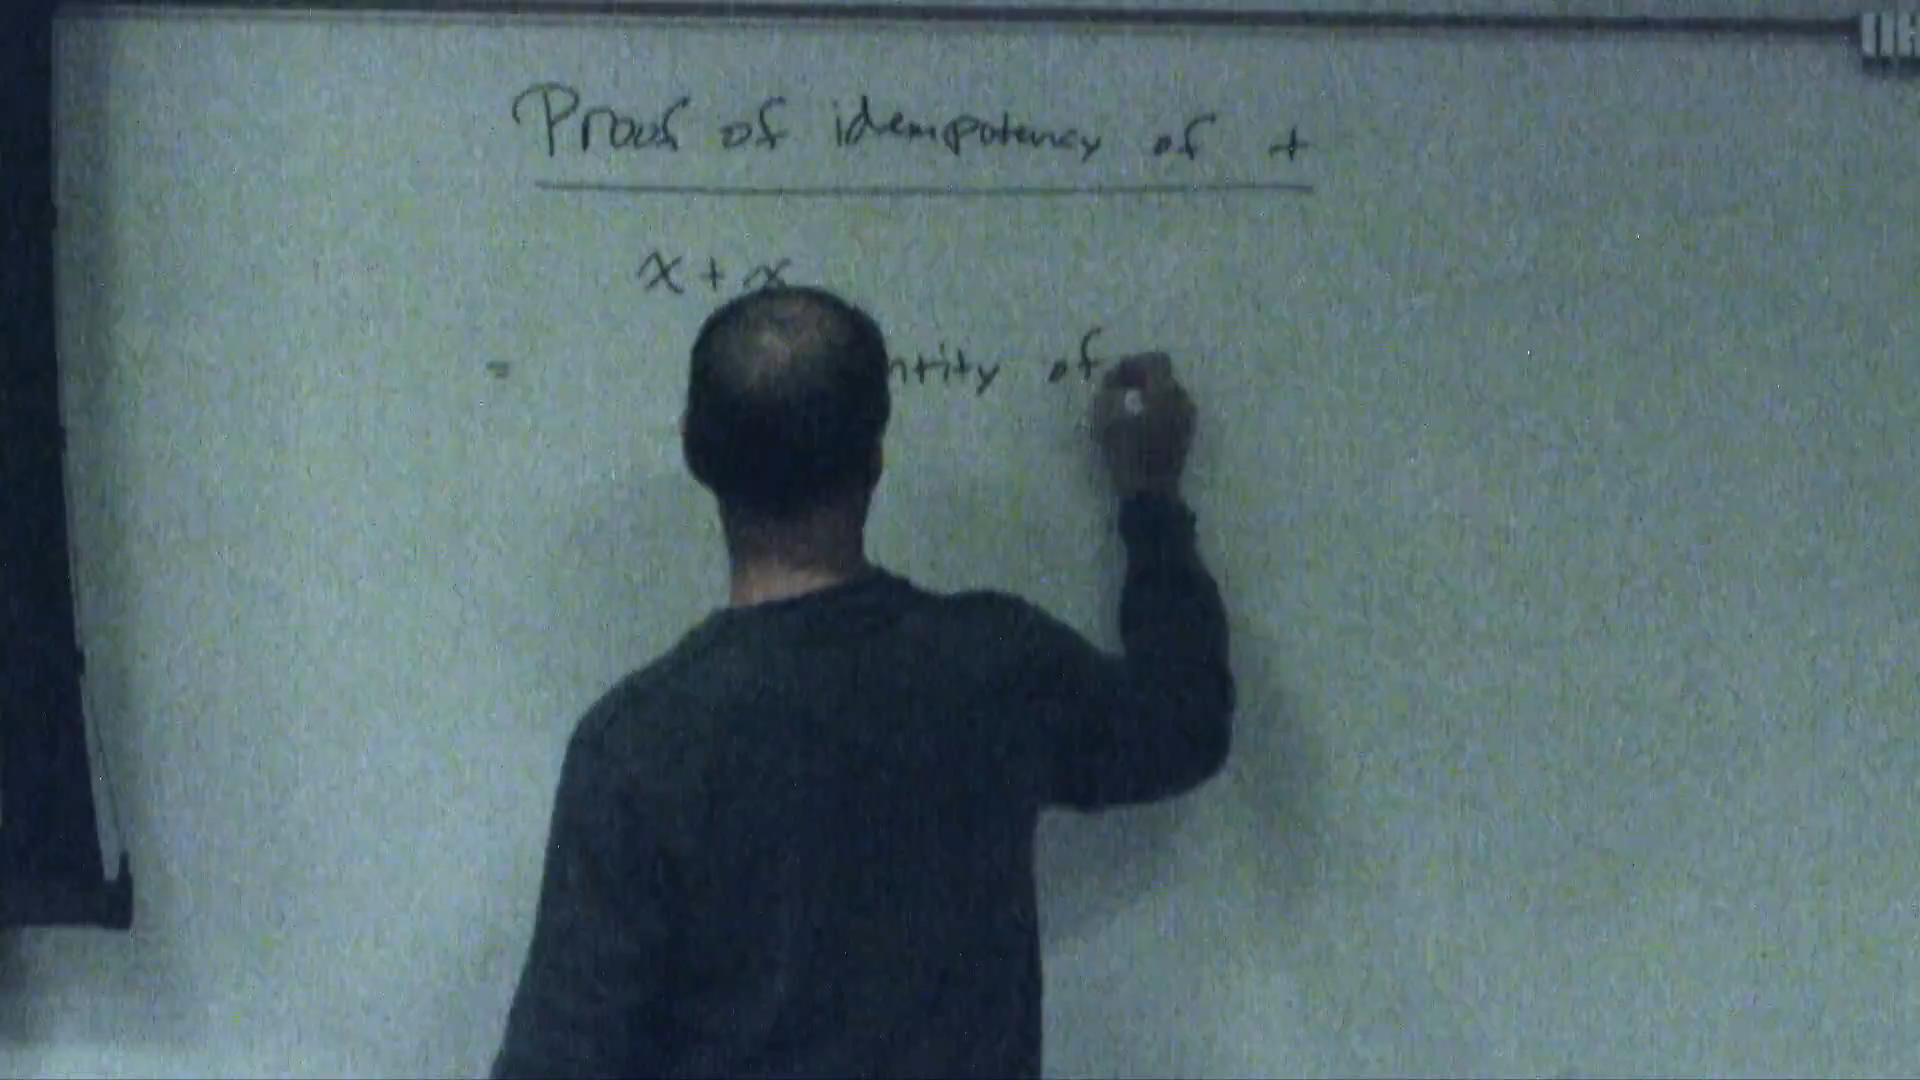 Proof of idempotency of +
x + x
= ntity of